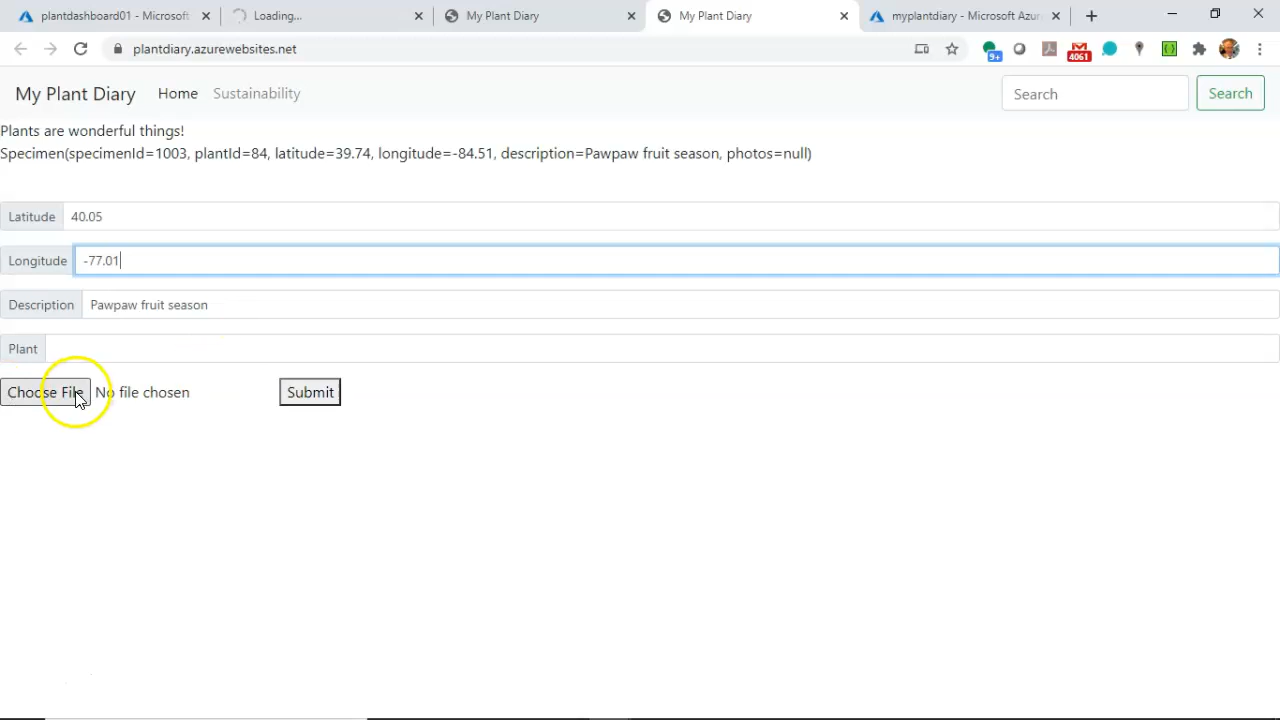 plantdashboard01 - Microsoft
Loading...
My Plant Diary
My Plant Diary
myplantdiary - Microsoft Azur
plantdiary.azurewebsites.net
9+
4061
My Plant Diary
Home
Sustainability
Search
Search
Plants are wonderful things!
Specimen(specimenId=1003, plantId=84, latitude=39.74, longitude=-84.51, description=Pawpaw fruit season, photos=null)
Latitude 40.05
Longitude -77.01
Description Pawpaw fruit season
Plant
Choose File No file chosen Submit